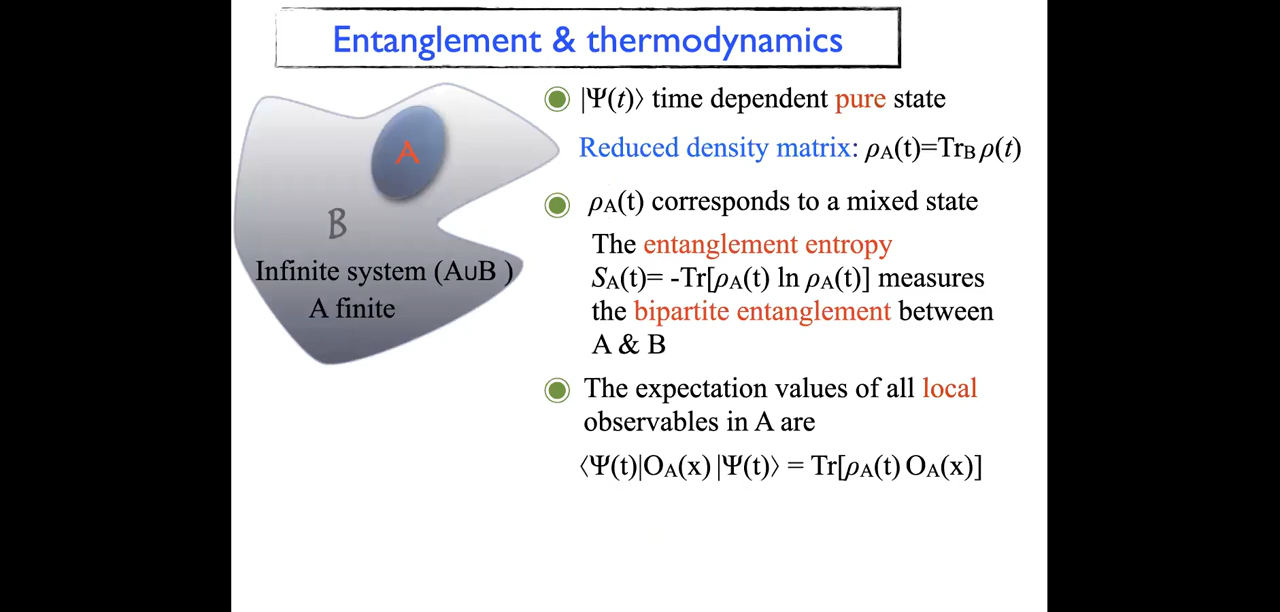 Entanglement & thermodynamics
A
B
Infinite system (A∪B )
A finite
|Ψ(t)⟩ time dependent pure state
Reduced density matrix: ρA(t)=TrB ρ(t)
ρA(t) corresponds to a mixed state
The entanglement entropy
SA(t)= -Tr[ρA(t) ln ρA(t)] measures
the bipartite entanglement between
A & B
The expectation values of all local
observables in A are
⟨Ψ(t)|OA(x) |Ψ(t)⟩ = Tr[ρA(t) OA(x)]